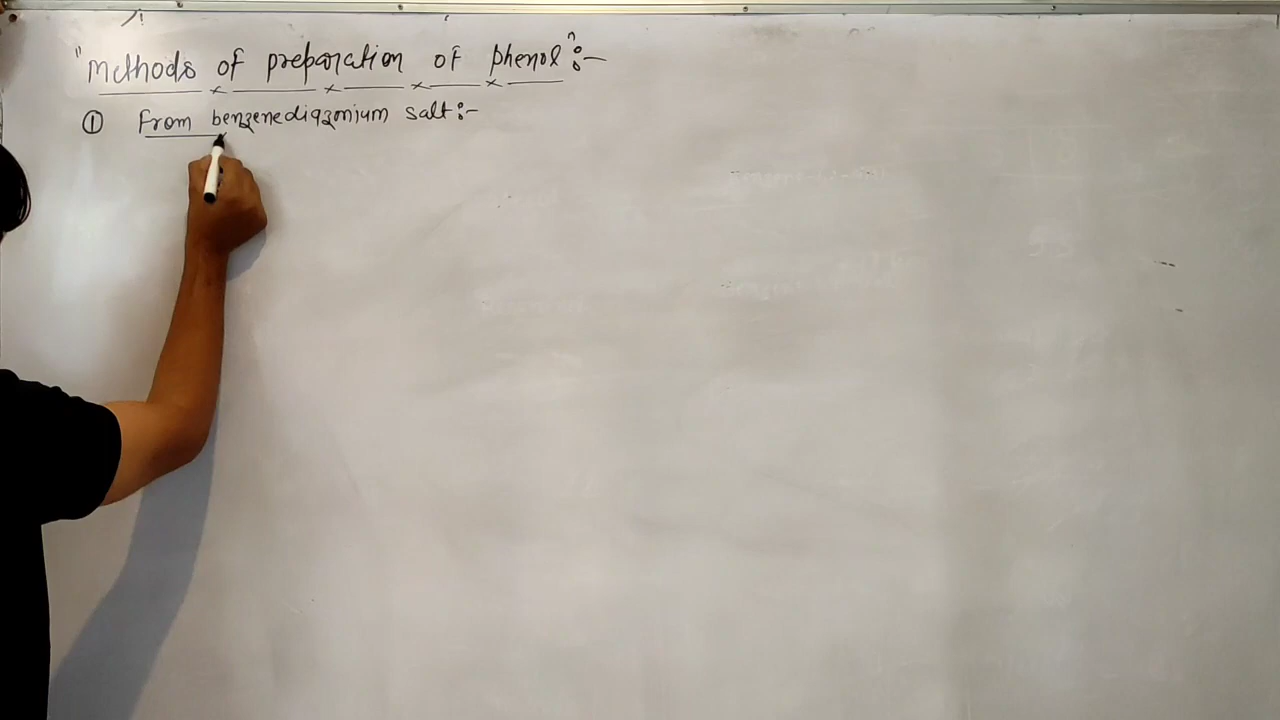 "Methods of preparation of phenol":-
① From benzenediazonium salt:-